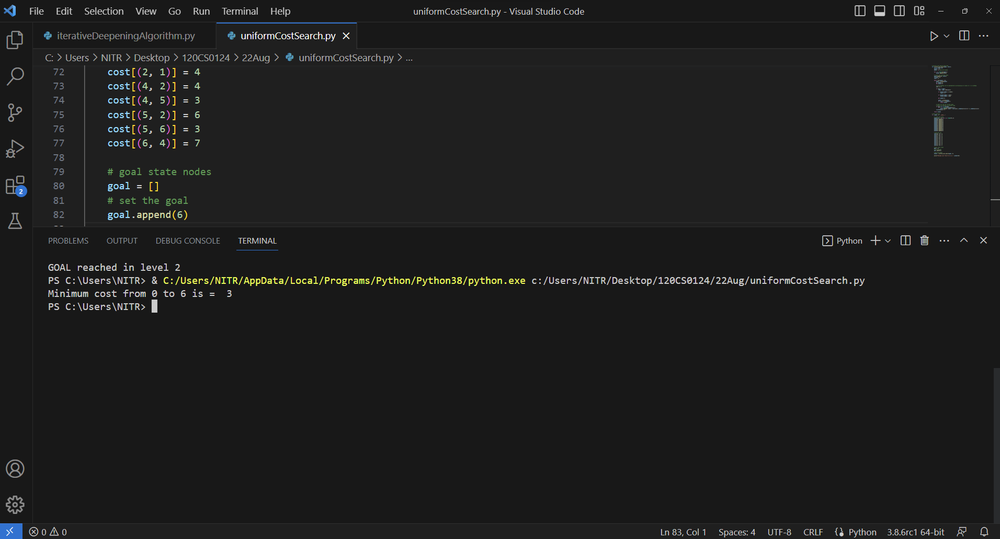 File Edit Selection View Go Run Terminal Help uniformCostSearch.py - Visual Studio Code
iterativeDeepeningAlgorithm.py uniformCostSearch.py
C: > Users > NITR > Desktop > 120CS0124 > 22Aug > uniformCostSearch.py > ...
72 cost[(2, 1)] = 4
73 cost[(4, 2)] = 4
74 cost[(4, 5)] = 3
75 cost[(5, 2)] = 6
76 cost[(5, 6)] = 3
77 cost[(6, 4)] = 7
78
79 # goal state nodes
80 goal = []
81 # set the goal
82 goal.append(6)
2
PROBLEMS OUTPUT DEBUG CONSOLE TERMINAL Python
GOAL reached in level 2
PS C:\Users\NITR> & C:/Users/NITR/AppData/Local/Programs/Python/Python38/python.exe c:/Users/NITR/Desktop/120CS0124/22Aug/uniformCostSearch.py
Minimum cost from 0 to 6 is =  3
PS C:\Users\NITR>
0 0 Ln 83, Col 1 Spaces: 4 UTF-8 CRLF Python 3.8.6rc1 64-bit